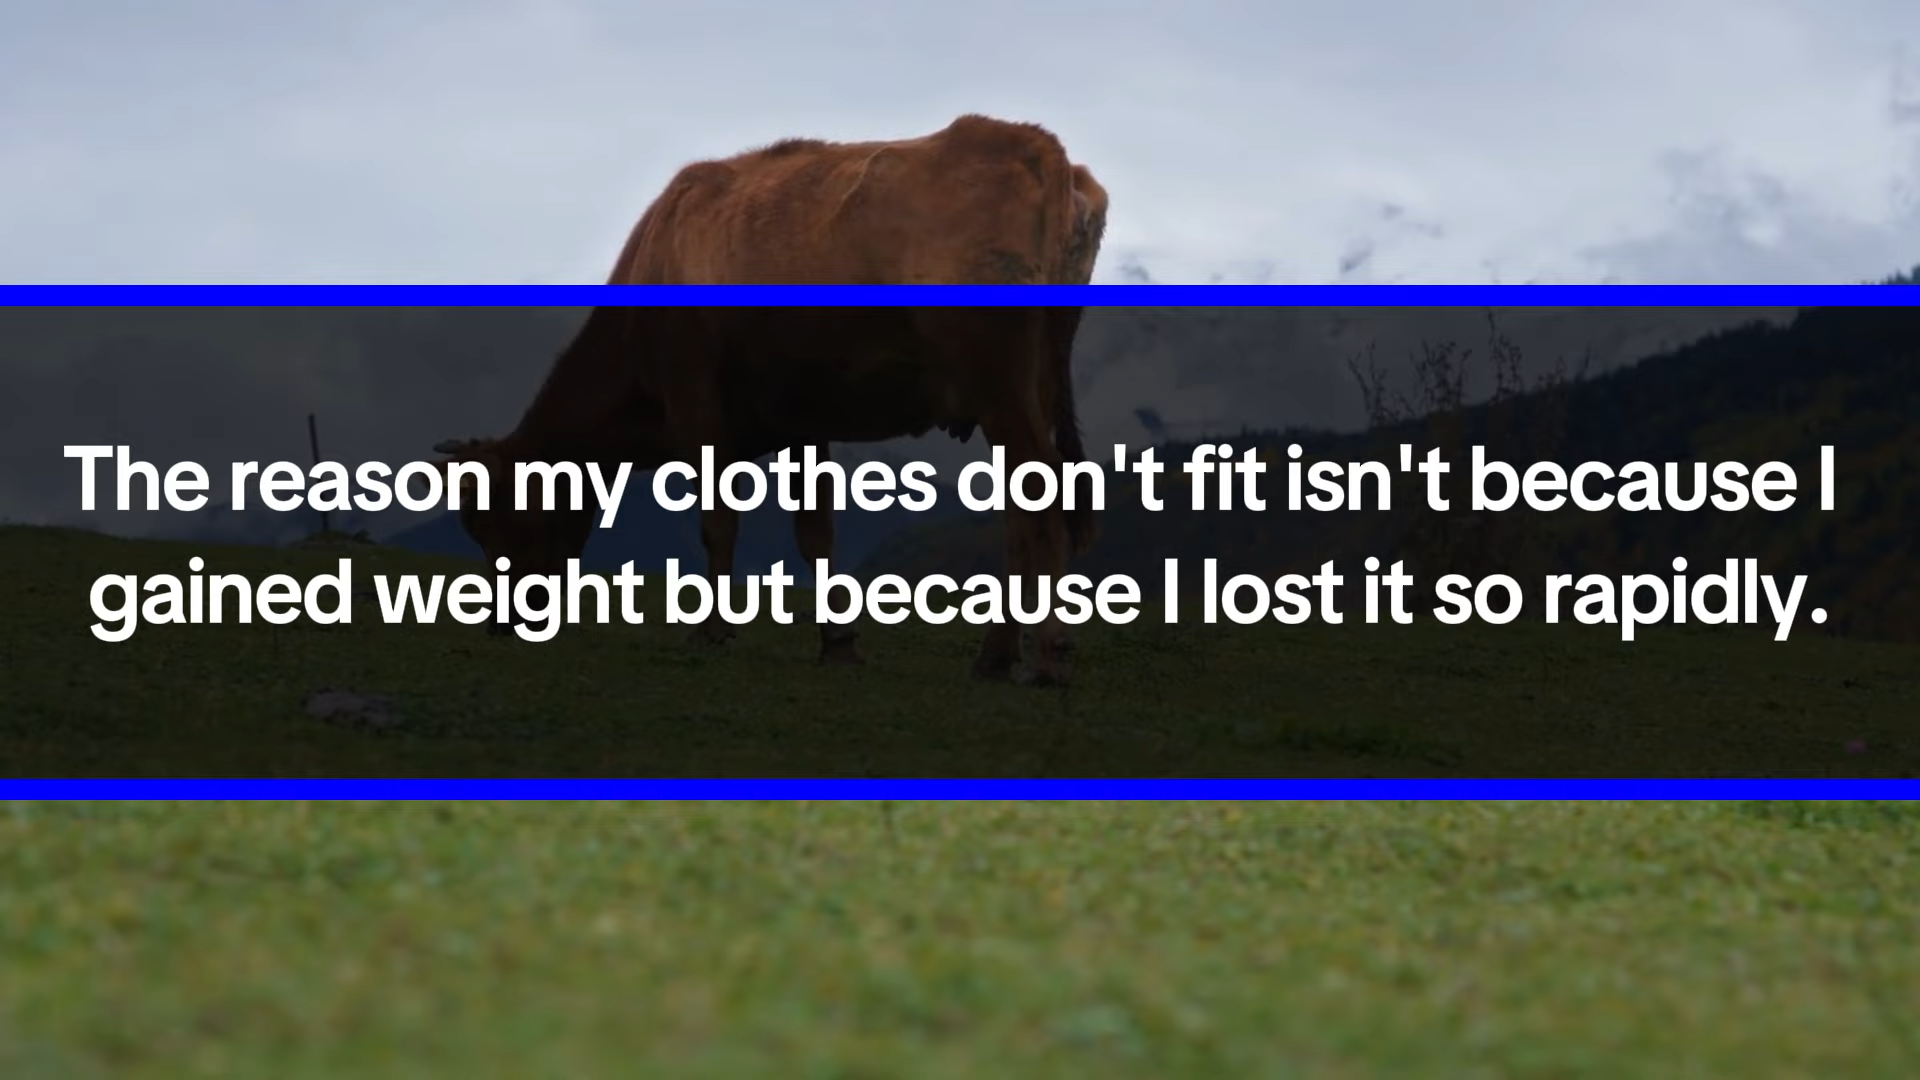 The reason my clothes don't fit isn't because I
gained weight but because I lost it so rapidly.